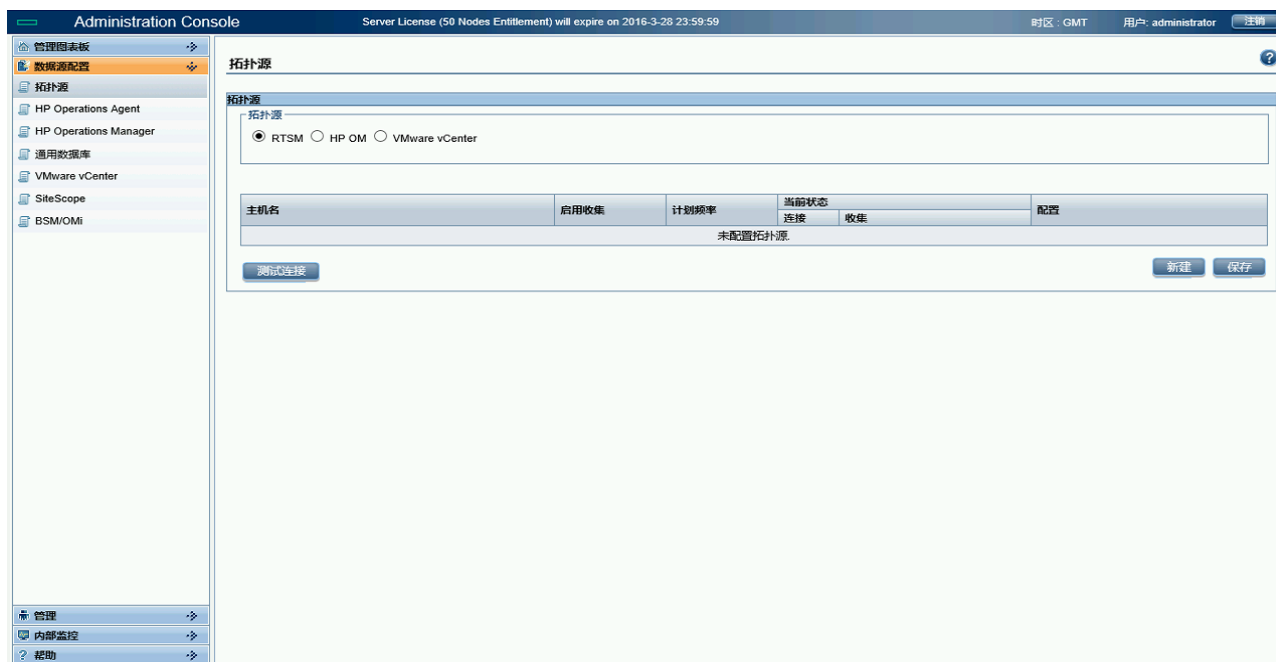 Administration Console
Server License (50 Nodes Entitlement) will expire on 2016-3-28 23:59:59
时区 : GMT
用户: administrator
注销
管理图表板
数据源配置
拓扑源
HP Operations Agent
HP Operations Manager
通用数据库
VMware vCenter
SiteScope
BSM/OMi
管理
内部监控
? 帮助
拓扑源
?
拓扑源
拓扑源
RTSM HP OM VMware vCenter
主机名 启用收集 计划频率 当前状态 配置
连接 收集
未配置拓扑源.
测试连接 新建 保存